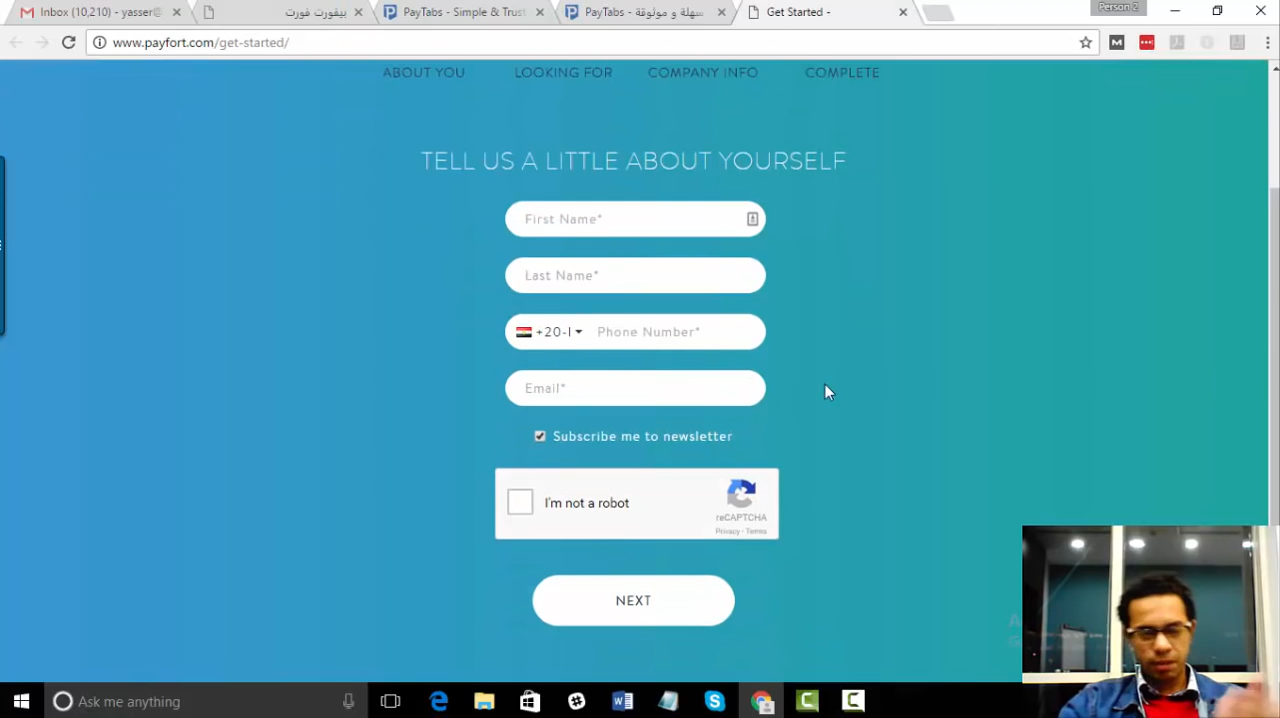 Inbox (10,210) - yasser@
بيفورت فورت
PayTabs - Simple & Trust
PayTabs - سهلة و موثوقة
Get Started -
Person 2
www.payfort.com/get-started/
ABOUT YOU LOOKING FOR COMPANY INFO COMPLETE
TELL US A LITTLE ABOUT YOURSELF
First Name*
Last Name*
+20-1 Phone Number*
Email*
Subscribe me to newsletter
I'm not a robot
reCAPTCHA
Privacy - Terms
NEXT
Ask me anything